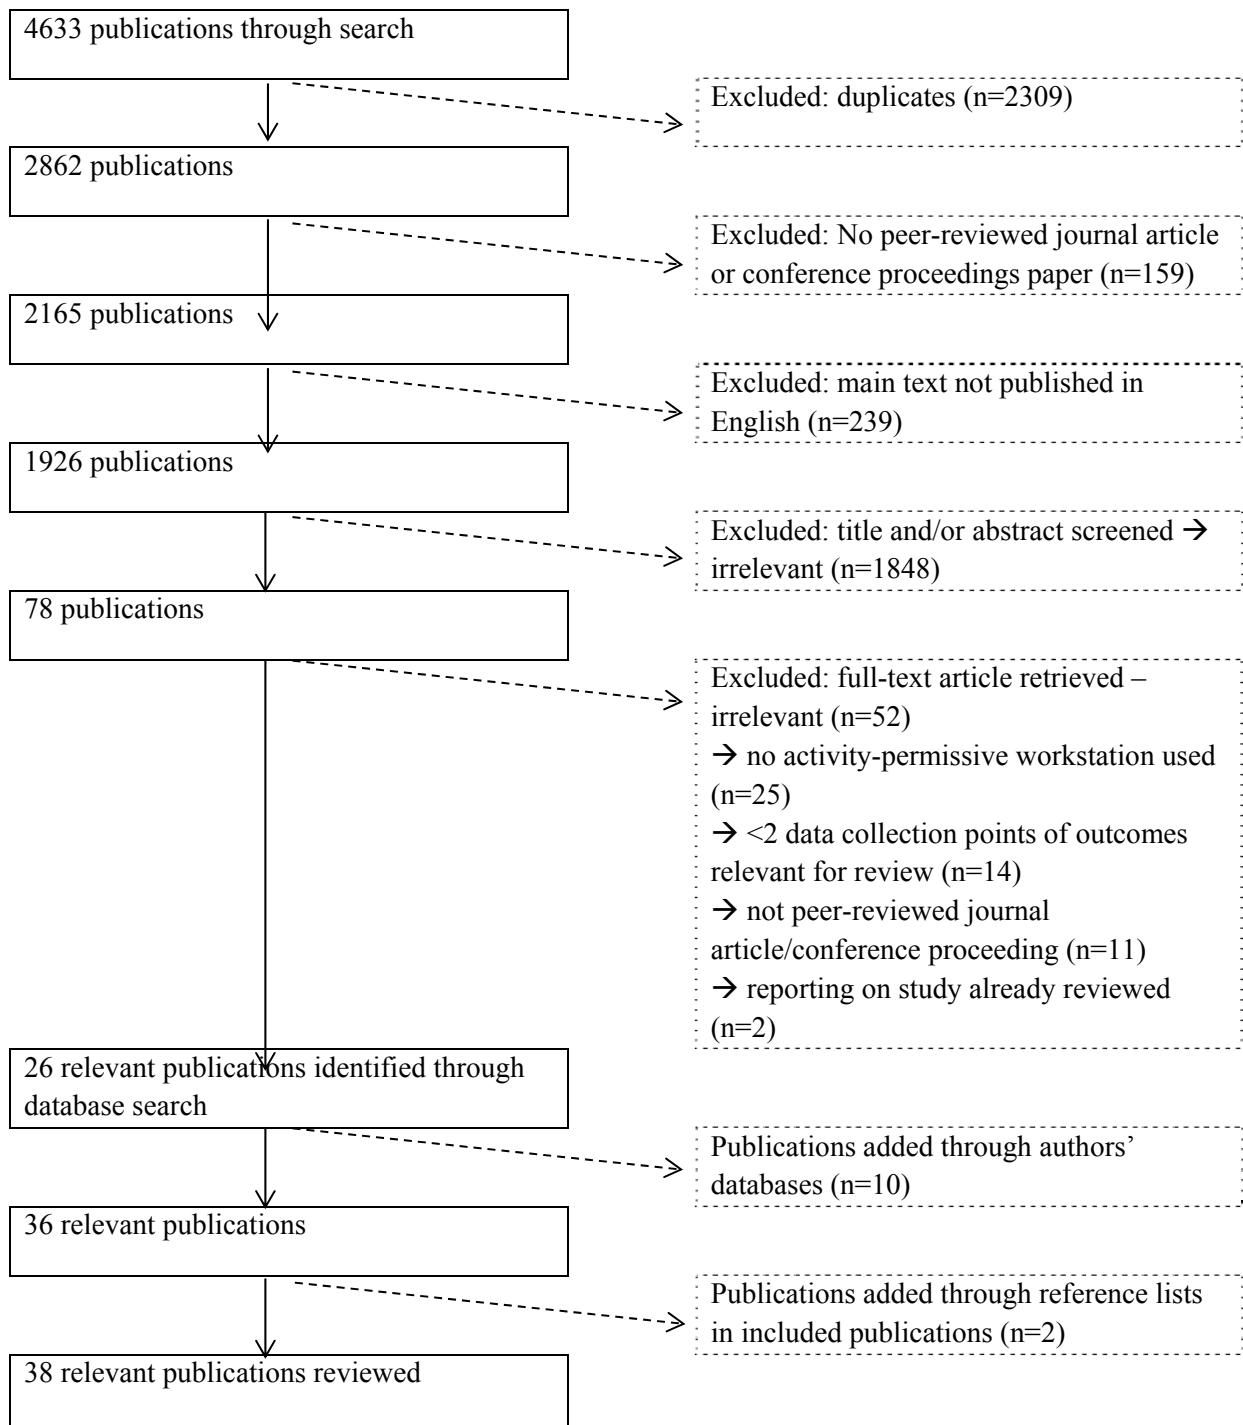 4633 publications through search
Excluded: duplicates (n=2309)
2862 publications
Excluded: No peer-reviewed journal article
or conference proceedings paper (n=159)
2165 publications
Excluded: main text not published in
English (n=239)
1926 publications
Excluded: title and/or abstract screened →
irrelevant (n=1848)
78 publications
Excluded: full-text article retrieved –
irrelevant (n=52)
→ no activity-permissive workstation used
(n=25)
→ <2 data collection points of outcomes
relevant for review (n=14)
→ not peer-reviewed journal
article/conference proceeding (n=11)
→ reporting on study already reviewed
(n=2)
26 relevant publications identified through
database search
Publications added through authors’
databases (n=10)
36 relevant publications
Publications added through reference lists
in included publications (n=2)
38 relevant publications reviewed